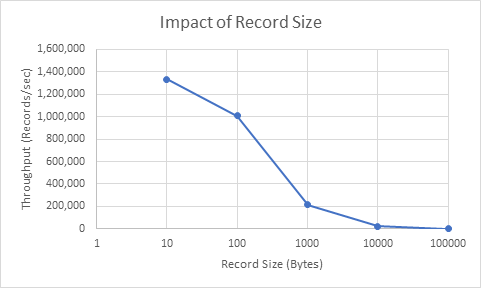 Impact of Record Size
Throughput (Records/sec)
1,600,000
1,400,000
1,200,000
1,000,000
800,000
600,000
400,000
200,000
0
1 10 100 1000 10000 100000
Record Size (Bytes)